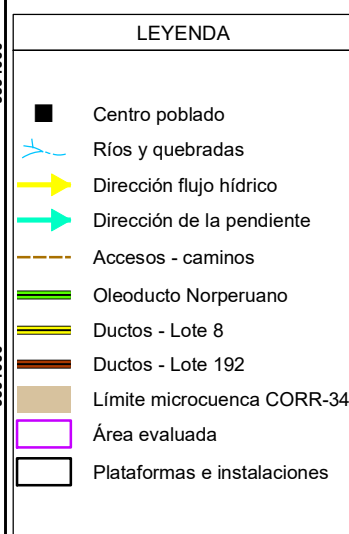 LEYENDA
Centro poblado
Ríos y quebradas
Dirección flujo hídrico
Dirección de la pendiente
Accesos - caminos
Oleoducto Norperuano
Ductos - Lote 8
Ductos - Lote 192
Límite microcuenca CORR-34
Área evaluada
Plataformas e instalaciones